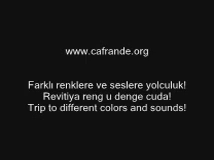 www.cafrande.org
Farklı renklere ve seslere yolculuk!
Revitiya reng u denge cuda!
Trip to different colors and sounds!